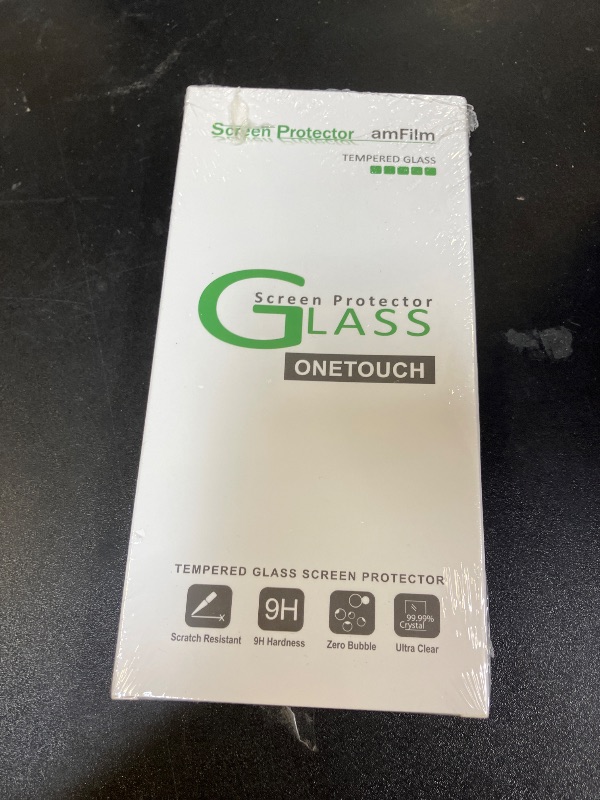 Screen Protector amFilm
TEMPERED GLASS
Screen Protector
GLASS
ONETOUCH
TEMPERED GLASS SCREEN PROTECTOR
9H
99.99%
Crystal
Scratch Resistant 9H Hardness Zero Bubble Ultra Clear